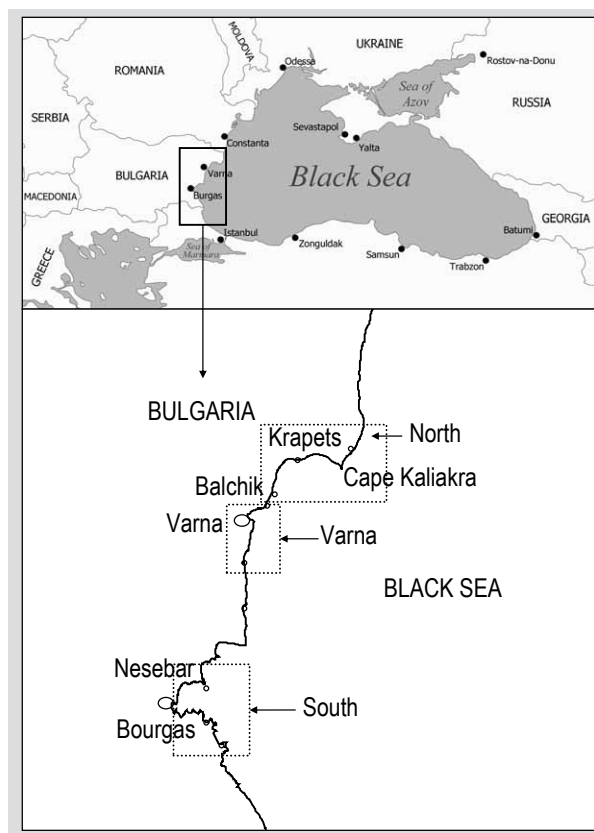 UKRAINE
MOLDOVA
Odessa
Rostov-na-Donu
ROMANIA
Sea of
Azov
RUSSIA
SERBIA
Sevastapol
Yalta
Constanta
Varna
BULGARIA
Black Sea
Burgas
MACEDONIA
GEORGIA
Batumi
Istanbul
Sea of
Marmara
Zonguldak
Samsun
Trabzon
GREECE
BULGARIA
Krapets
North
Cape Kaliakra
Balchik
Varna
Varna
BLACK SEA
Nesebar
South
Bourgas